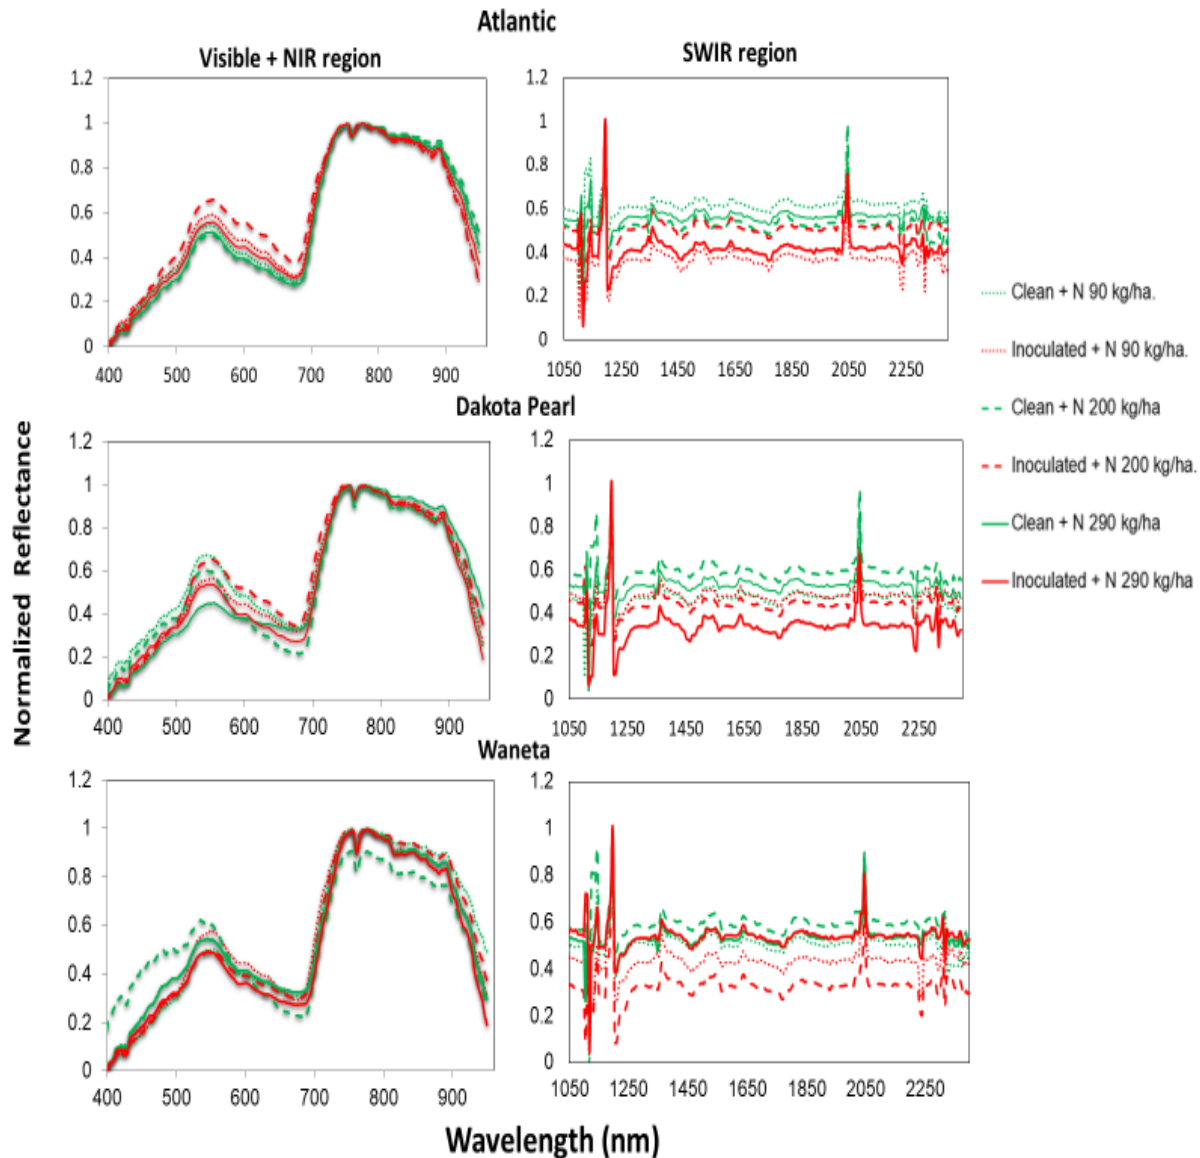 Atlantic
Visible + NIR region
SWIR region
1.2
1
0.8
0.6
0.4
0.2
0
400 500 600 700 800 900
1.2
1
0.8
0.6
0.4
0.2
0
1050 1250 1450 1650 1850 2050 2250
Clean + N 90 kg/ha.
Inoculated + N 90 kg/ha.
Clean + N 200 kg/ha
Inoculated + N 200 kg/ha.
Clean + N 290 kg/ha
Inoculated + N 290 kg/ha
Normalized Reflectance
Dakota Pearl
1.2
1
0.8
0.6
0.4
0.2
0
400 500 600 700 800 900
1.2
1
0.8
0.6
0.4
0.2
0
1050 1250 1450 1650 1850 2050 2250
Waneta
1.2
1
0.8
0.6
0.4
0.2
0
400 500 600 700 800 900
1.2
1
0.8
0.6
0.4
0.2
0
1050 1250 1450 1650 1850 2050 2250
Wavelength (nm)